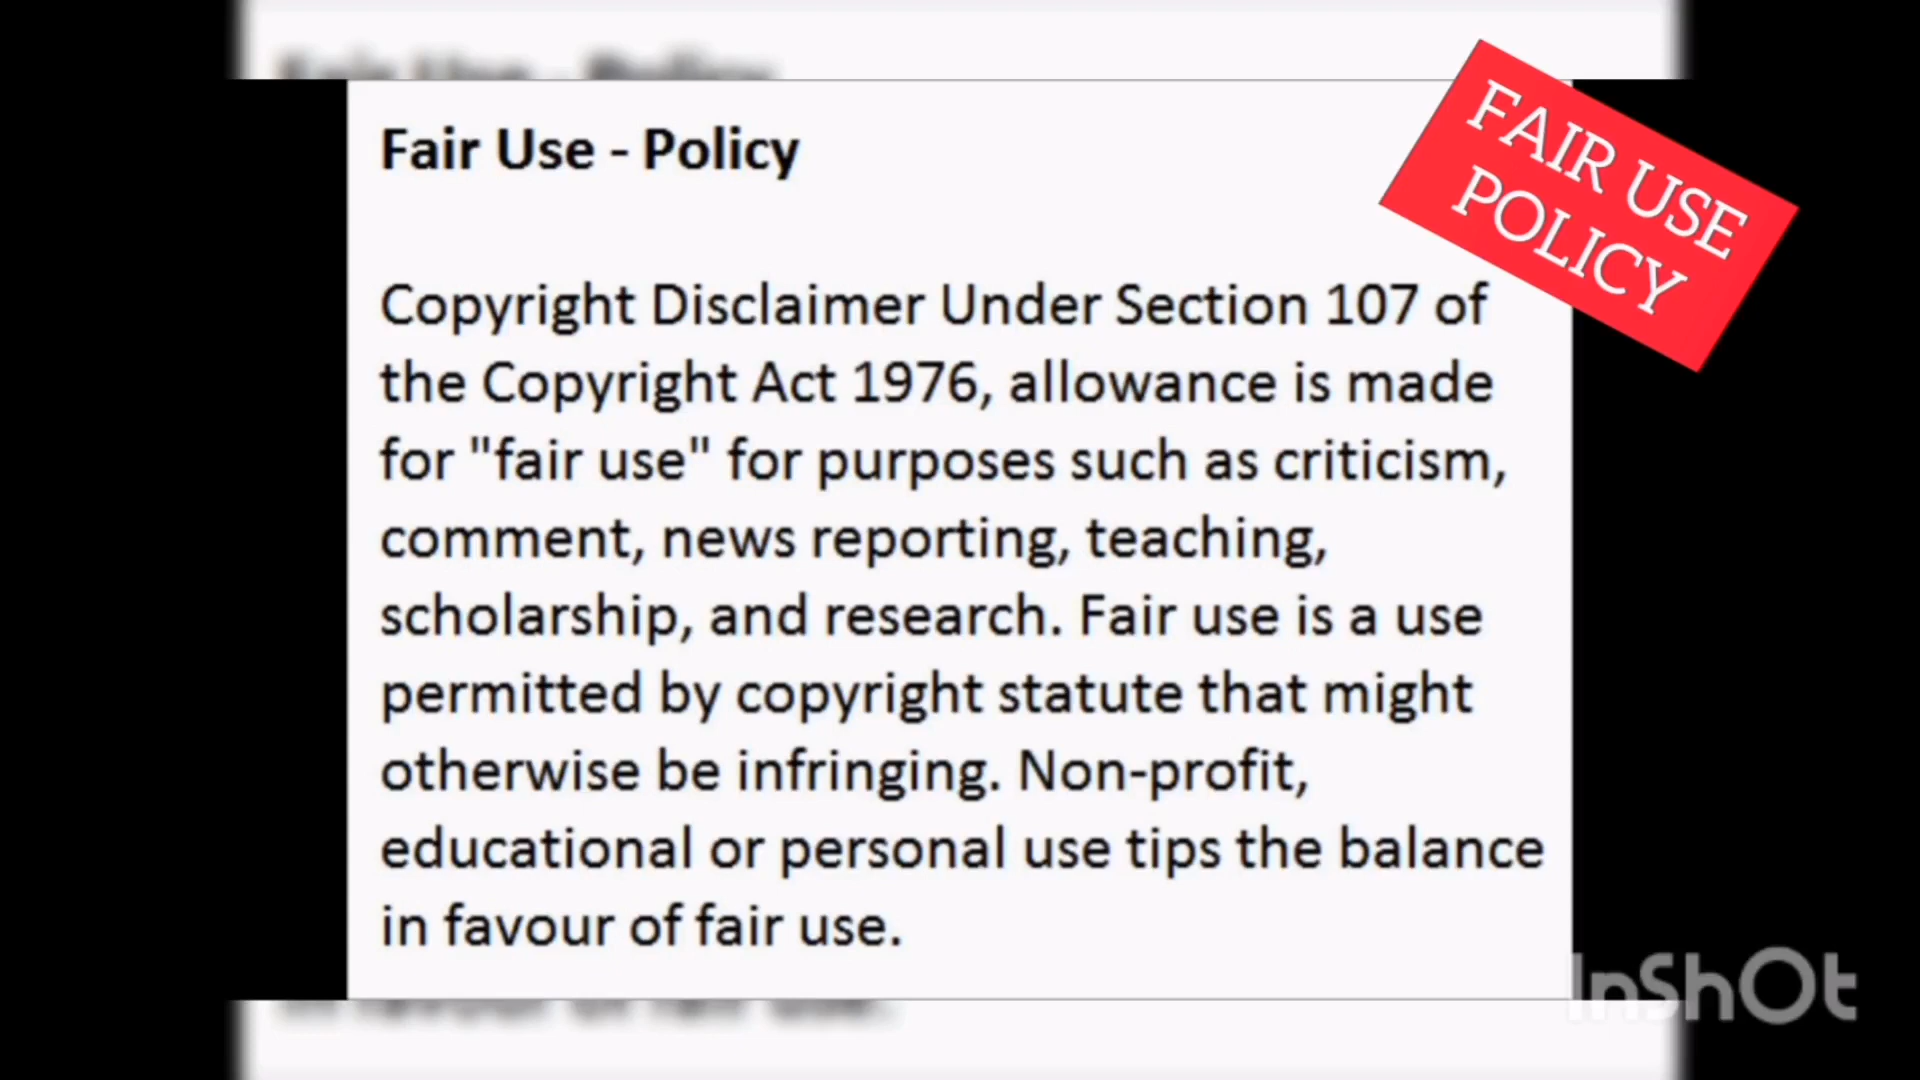 Fair Use - Policy
FAIR USE
POLICY
Copyright Disclaimer Under Section 107 of
the Copyright Act 1976, allowance is made
for "fair use" for purposes such as criticism,
comment, news reporting, teaching,
scholarship, and research. Fair use is a use
permitted by copyright statute that might
otherwise be infringing. Non-profit,
educational or personal use tips the balance
in favour of fair use.
InShOt